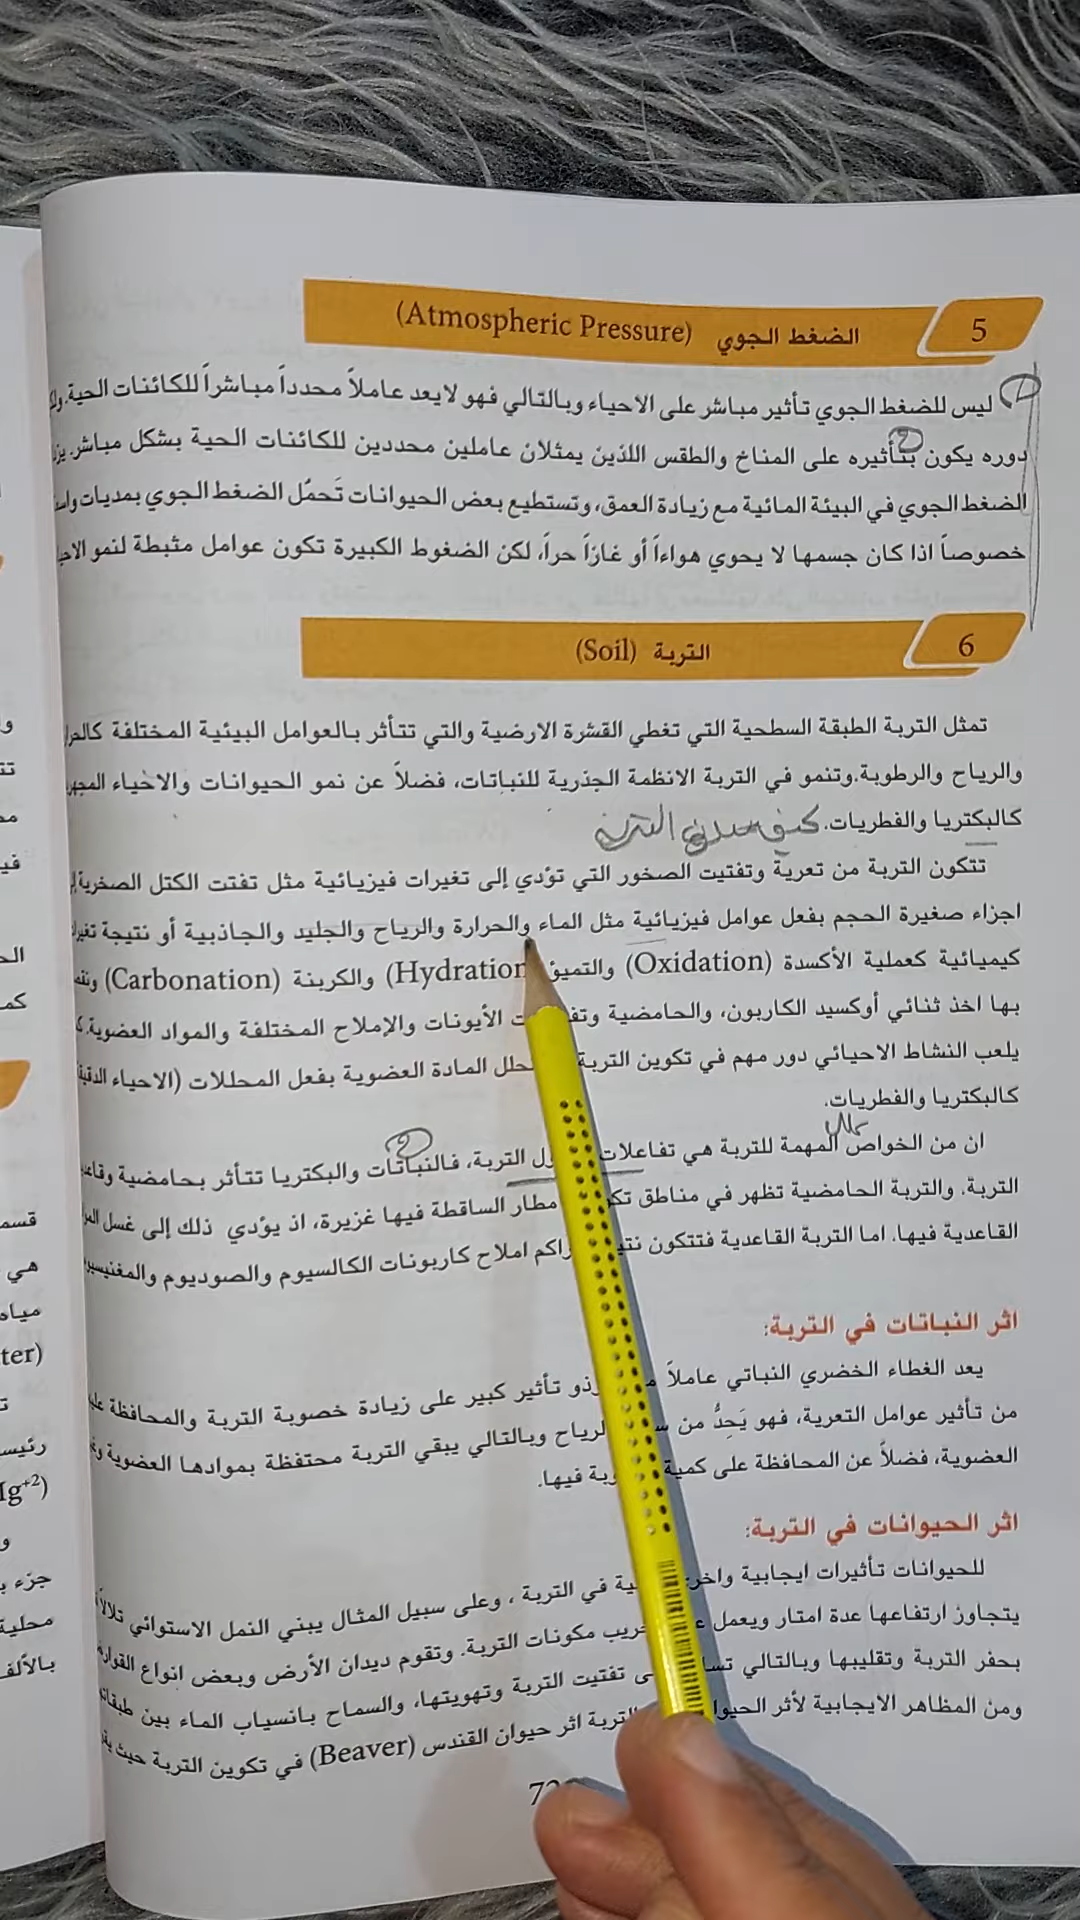 5
الضغط الجوي (Atmospheric Pressure)
ليس للضغط الجوي تأثير مباشر على الاحياء وبالتالي فهو لايعد عاملاً محدداً مباشراً للكائنات الحية.
دوره يكون بتأثيره على المناخ والطقس اللذين يمثلان عاملين محددين للكائنات الحية بشكل مباشر.
الضغط الجوي في البيئة المائية مع زيادة العمق، وتستطيع بعض الحيوانات تَحمُل الضغط الجوي بمديات
خصوصاً اذا كان جسمها لا يحوي هواءاً أو غازاً حراً، لكن الضغوط الكبيرة تكون عوامل مثبطة لنمو
6
التربة (Soil)
تمثل التربة الطبقة السطحية التي تغطي القشرة الارضية والتي تتأثر بالعوامل البيئية المختلفة
والرياح والرطوبة.وتنمو في التربة الانظمة الجذرية للنباتات، فضلاً عن نمو الحيوانات والاحياء
كالبكتريا والفطريات.
تتكون التربة من تعرية وتفتيت الصخور التي تؤدي إلى تغيرات فيزيائية مثل تفتت الكتل الصخرية
اجزاء صغيرة الحجم بفعل عوامل فيزيائية مثل الماء والحرارة والرياح والجليد والجاذبية أو نتيجة
كيميائية كعملية الأكسدة (Oxidation) والتميؤ (Hydration والكربنة (Carbonation)
بها اخذ ثنائي أوكسيد الكاربون، والحامضية الأيونات والإملاح المختلفة والمواد العضوية.
يلعب النشاط الاحيائي دور مهم في تكوين التربة المادة العضوية بفعل المحللات (الاحياء
كالبكتريا والفطريات.
ان من الخواص المهمة للتربة هي تفاعلات التربة، فالنباتات والبكتريا تتأثر بحامضية
التربة. والتربة الحامضية تظهر في مناطق الساقطة فيها غزيرة، اذ يؤدي ذلك إلى غسل
القاعدية فيها. اما التربة القاعدية فتتكون املاح كاربونات الكالسيوم والصوديوم
اثر النباتات في التربة:
يعد الغطاء الخضري النباتي عاملاً تأثير كبير على زيادة خصوبة التربة والمحافظة
من تأثير عوامل التعرية، فهو يَحِدُّ من الرياح وبالتالي يبقي التربة محتفظة بموادها العضوية
العضوية، فضلاً عن المحافظة على كمية فيها.
اثر الحيوانات في التربة:
للحيوانات تأثيرات ايجابية في التربة ، وعلى سبيل المثال يبني النمل الاستوائي
يتجاوز ارتفاعها عدة امتار ويعمل مكونات التربة. وتقوم ديدان الأرض وبعض انواع
بحفر التربة وتقليبها وبالتالي تفتيت التربة وتهويتها، والسماح بانسياب الماء بين
ومن المظاهر الايجابية لأثر التربة اثر حيوان القندس (Beaver) في تكوين التربة حيث